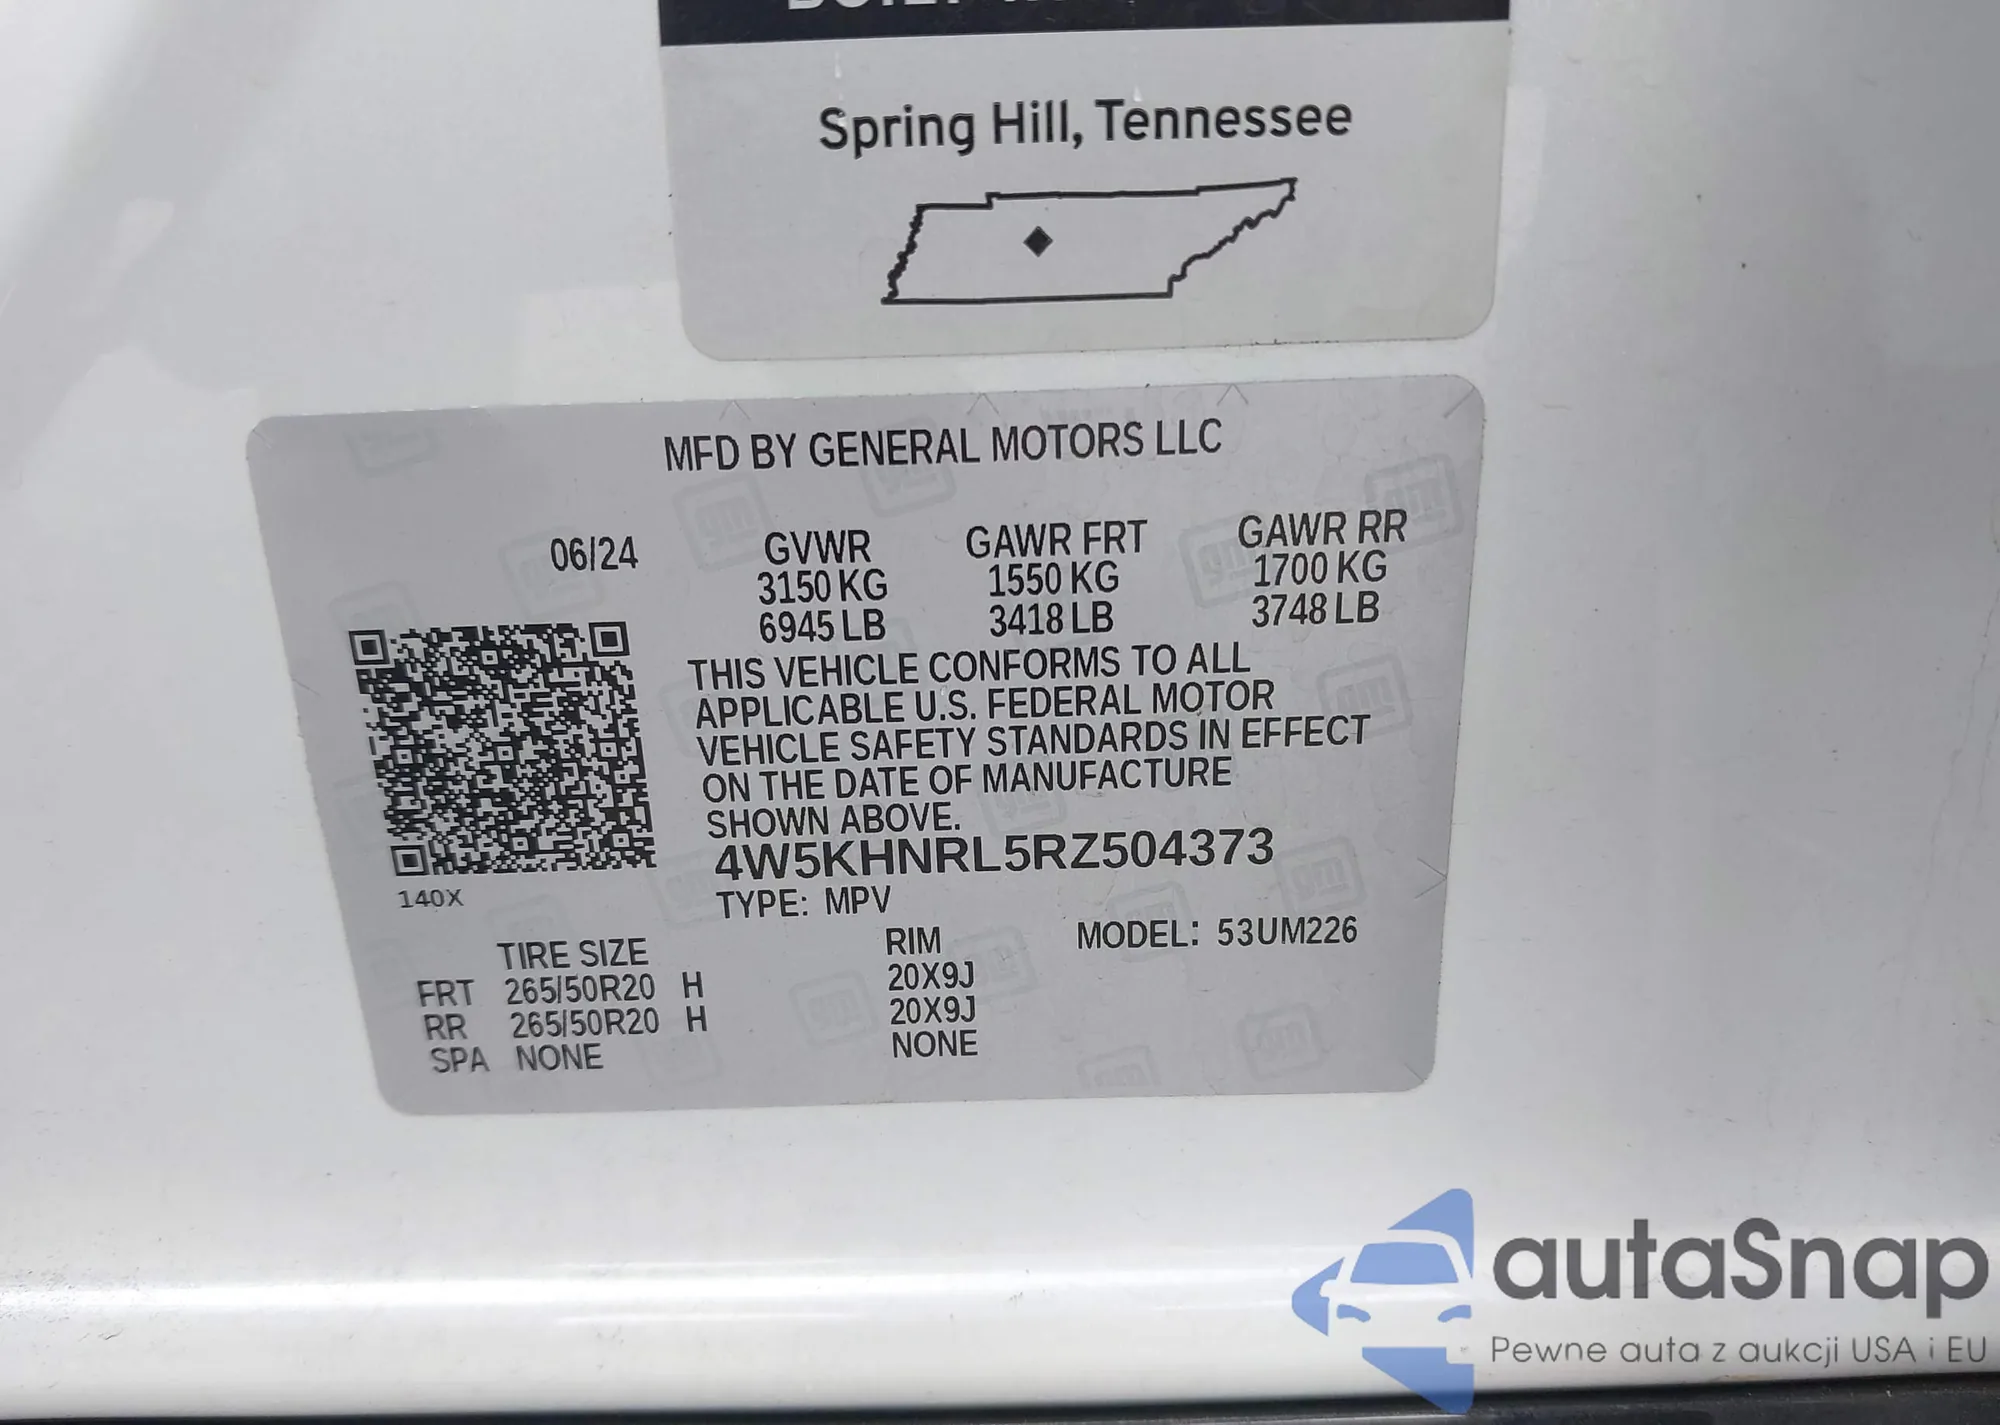 Spring Hill, Tennessee
MFD BY GENERAL MOTORS LLC
06/24 GVWR GAWR FRT GAWR RR
3150 KG 1550 KG 1700 KG
6945 LB 3418 LB 3748 LB
THIS VEHICLE CONFORMS TO ALL
APPLICABLE U.S. FEDERAL MOTOR
VEHICLE SAFETY STANDARDS IN EFFECT
ON THE DATE OF MANUFACTURE
SHOWN ABOVE.
4W5KHNRL5RZ504373
140X
TYPE: MPV
TIRE SIZE RIM MODEL: 53UM226
FRT 265/50R20 H 20X9J
RR 265/50R20 H 20X9J
SPA NONE NONE
autaSnap
Pewne auta z aukcji USA i EU